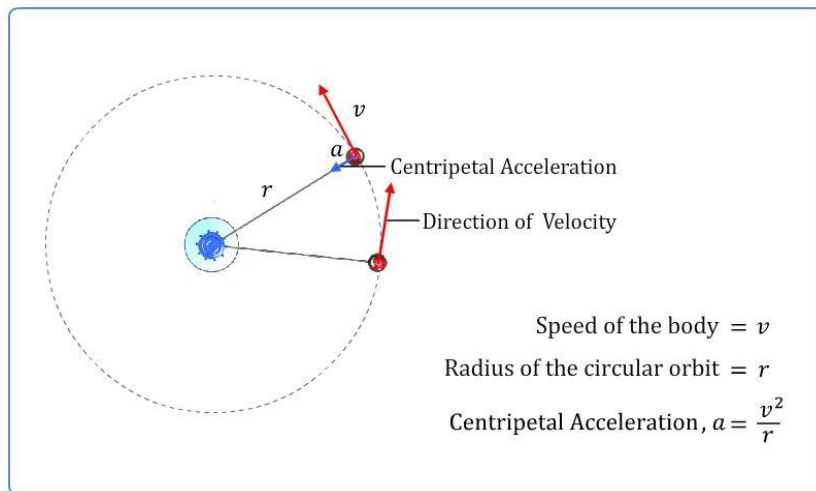 v
a
Centripetal Acceleration
r
Direction of Velocity
Speed of the body = v
Radius of the circular orbit = r
Centripetal Acceleration, a = v²/r